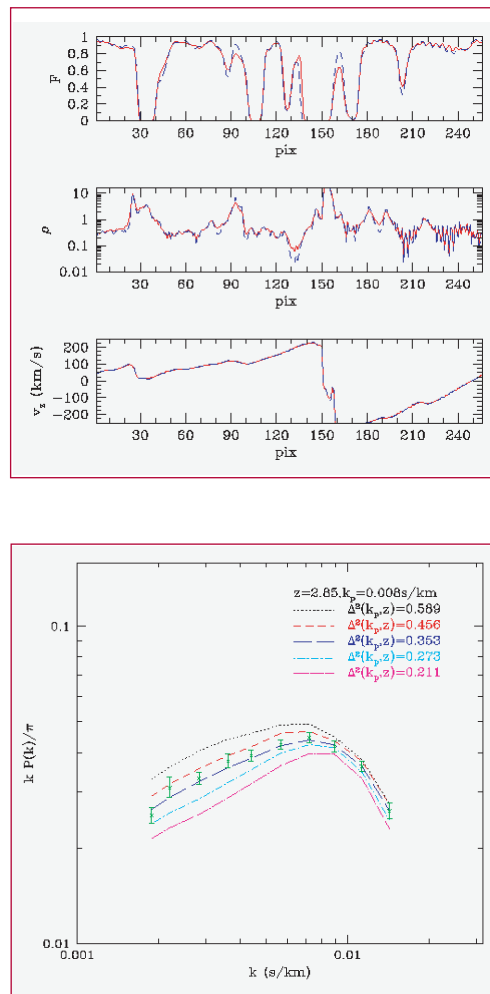 1
0.8
0.6
0.4
0.2
0
F
30 60 90 120 150 180 210 240
pix
10
1
0.1
0.01
ρ
30 60 90 120 150 180 210 240
pix
200
100
0
−100
−200
v_z (km/s)
30 60 90 120 150 180 210 240
pix
z=2.85,k_p=0.008s/km
Δ²(k_p,z)=0.589
Δ²(k_p,z)=0.456
Δ²(k_p,z)=0.353
Δ²(k_p,z)=0.273
Δ²(k_p,z)=0.211
0.1
k P(k)/π
0.01
0.001 0.01
k (s/km)